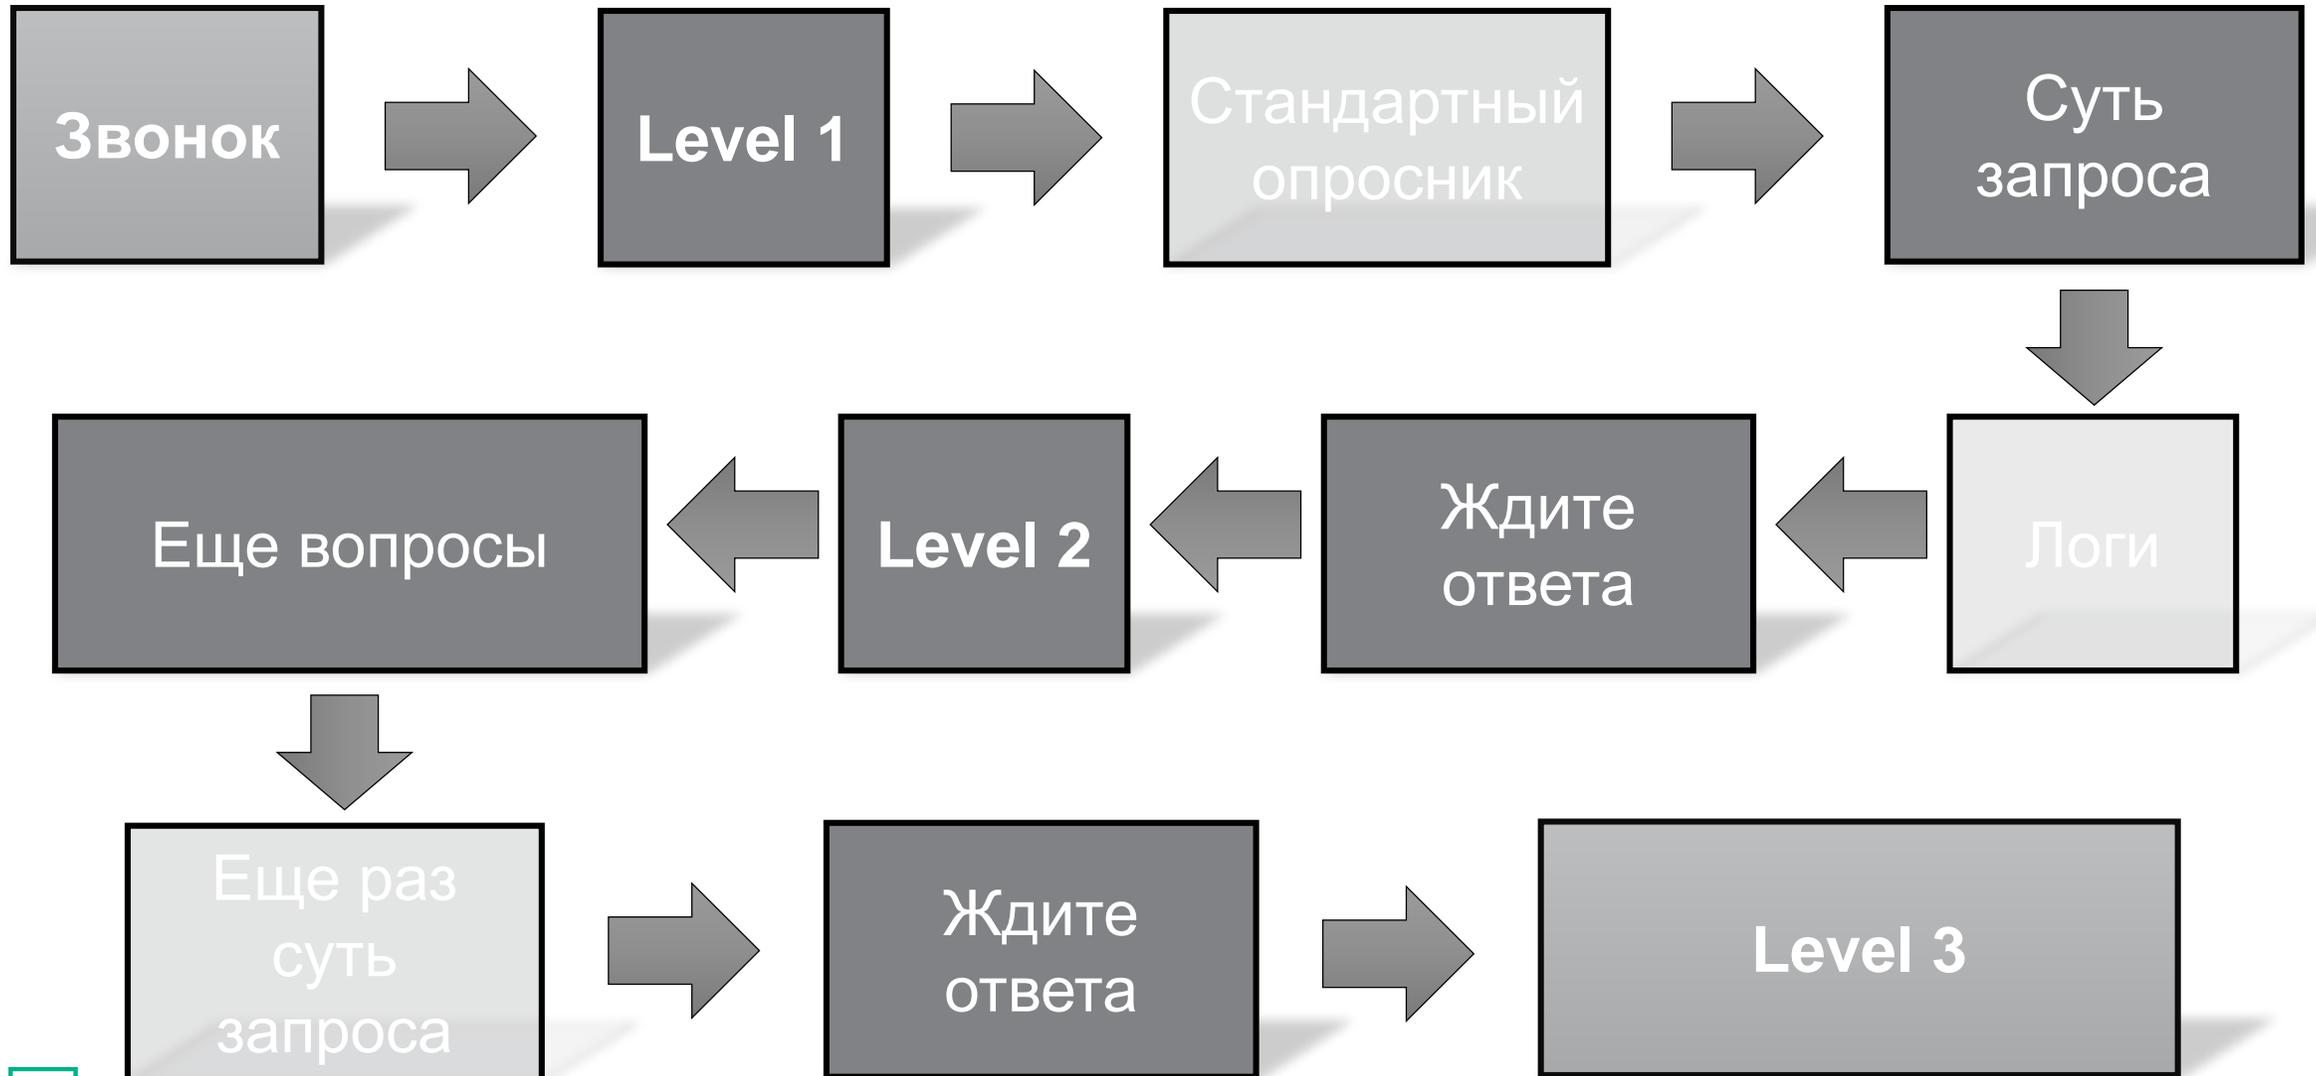 Звонок
Level 1
Стандартный
опросник
Суть
запроса
Логи
Ждите
ответа
Level 2
Еще вопросы
Еще раз
суть
запроса
Ждите
ответа
Level 3